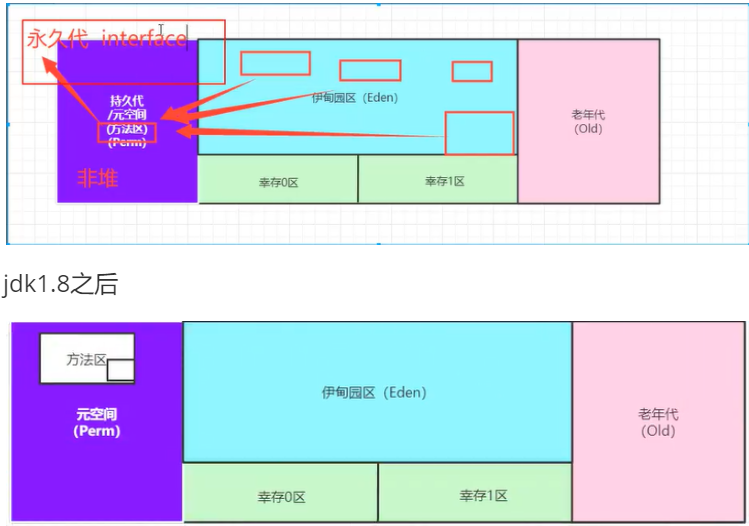 永久代 interface
持久代
/元空间
(方法区)
(Perm)
非堆
伊甸园区（Eden）
幸存0区
幸存1区
老年代
(Old)
jdk1.8之后
方法区
元空间
(Perm)
伊甸园区（Eden）
幸存0区
幸存1区
老年代
(Old)